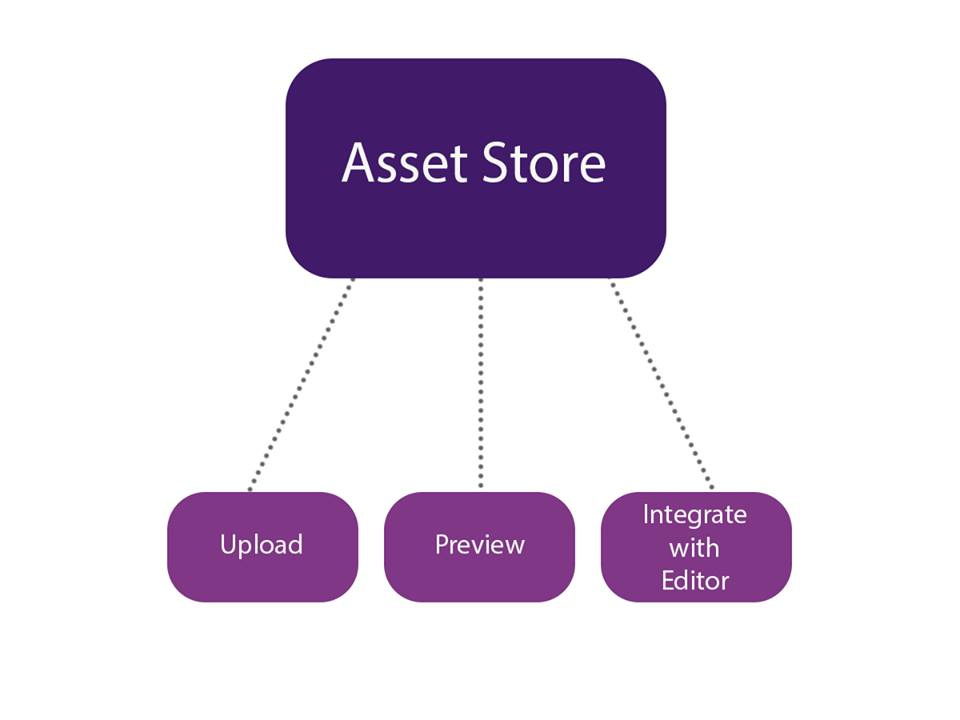 Asset Store
Upload
Preview
Integrate
with
Editor